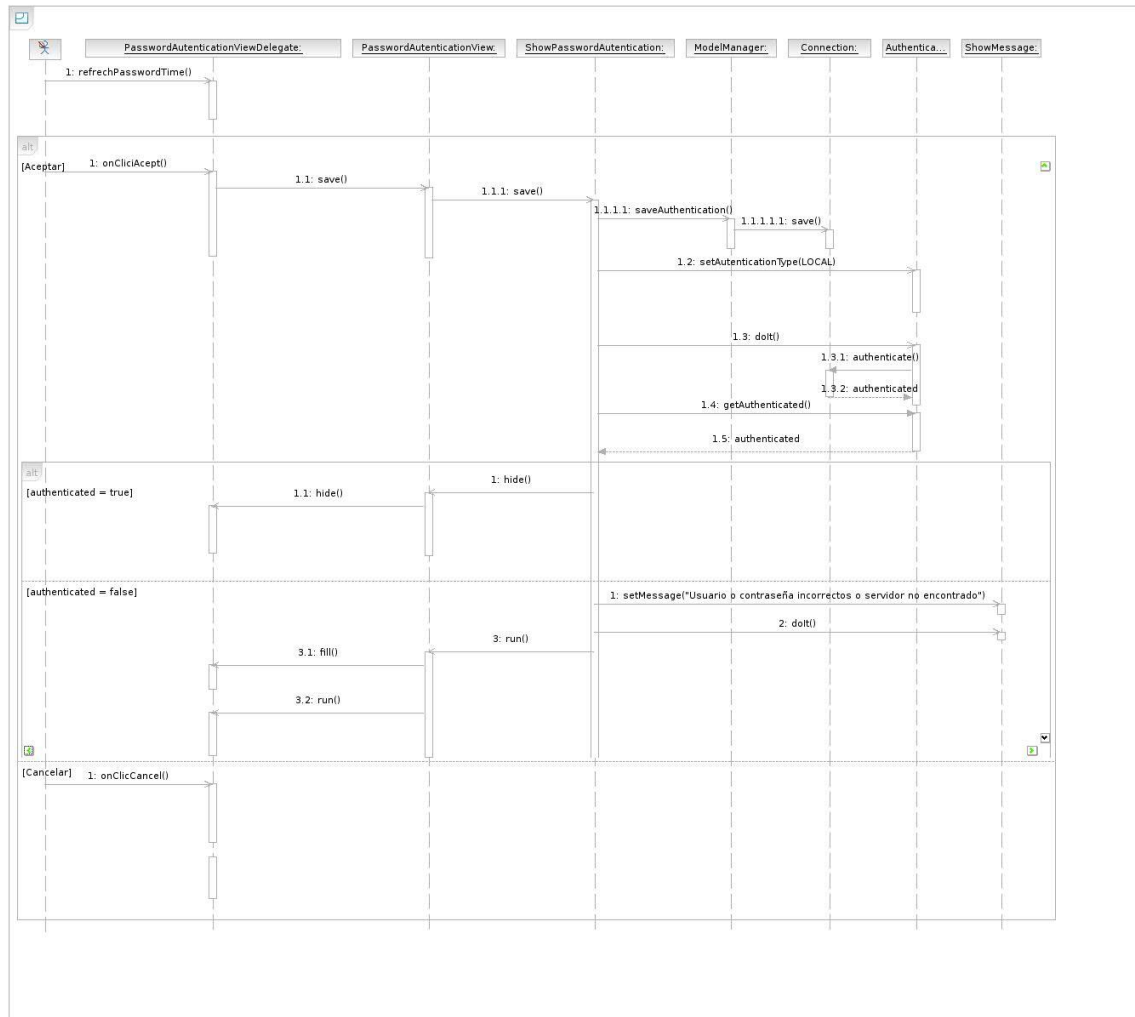 PasswordAutenticationViewDelegate:
PasswordAutenticationView:
ShowPasswordAutentication:
ModelManager:
Connection:
Authentica...
ShowMessage:
1: refrechPasswordTime()
alt
[Aceptar]
1: onCliciAcept()
1.1: save()
1.1.1: save()
1.1.1.1: saveAuthentication()
1.1.1.1.1: save()
1.2: setAutenticationType(LOCAL)
1.3: doIt()
1.3.1: authenticate()
1.3.2: authenticated
1.4: getAuthenticated()
1.5: authenticated
alt
[authenticated = true]
1: hide()
1.1: hide()
[authenticated = false]
1: setMessage("Usuario o contraseña incorrectos o servidor no encontrado")
2: doIt()
3: run()
3.1: fill()
3.2: run()
[Cancelar]
1: onClicCancel()